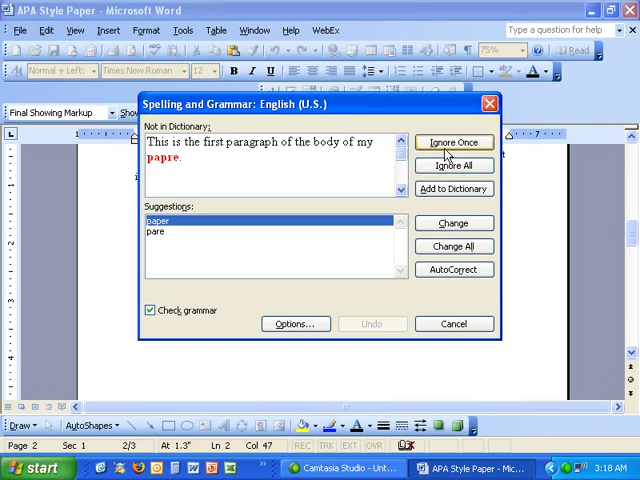 APA Style Paper - Microsoft Word
File Edit View Insert Format Tools Table Window Help WebEx
Type a question for help
75% Read
Normal + Left: Times New Roman 12 B I U
Final Showing Markup Show
7
Spelling and Grammar: English (U.S.)
Not in Dictionary:
This is the first paragraph of the body of my
papre.
Ignore Once
Ignore All
Add to Dictionary
Suggestions:
paper
pare
Change
Change All
AutoCorrect
Check grammar
Options... Undo Cancel
Draw AutoShapes
Page 2 Sec 1 2/3 At 1.3" Ln 2 Col 47 REC TRK EXT OVR
start Camtasia Studio - Unt... APA Style Paper - Mic... 3:18 AM